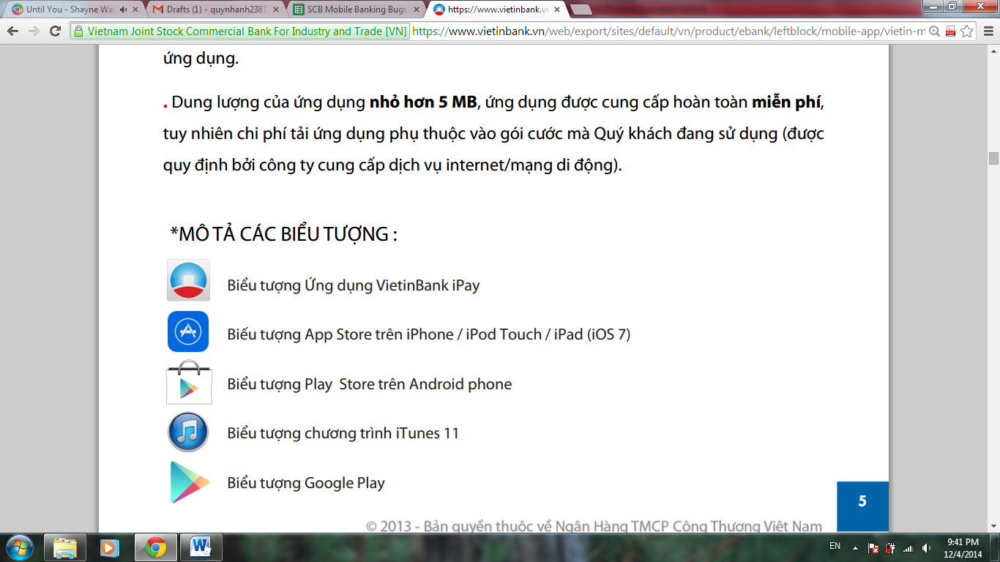 Until You - Shayne War
Drafts (1) - quynhanh2387
SCB Mobile Banking Bugs
https://www.vietinbank.v
Vietnam Joint Stock Commercial Bank For Industry and Trade [VN]
https://www.vietinbank.vn/web/export/sites/default/vn/product/ebank/leftblock/mobile-app/vietin-m
ứng dụng.
. Dung lượng của ứng dụng nhỏ hơn 5 MB, ứng dụng được cung cấp hoàn toàn miễn phí,
tuy nhiên chi phí tải ứng dụng phụ thuộc vào gói cước mà Quý khách đang sử dụng (được
quy định bởi công ty cung cấp dịch vụ internet/mạng di động).
*MÔ TẢ CÁC BIỂU TƯỢNG :
Biểu tượng Ứng dụng VietinBank iPay
Biếu tượng App Store trên iPhone / iPod Touch / iPad (iOS 7)
Biểu tượng Play Store trên Android phone
Biểu tượng chương trình iTunes 11
Biểu tượng Google Play
5
© 2013 - Bản quyền thuộc về Ngân Hàng TMCP Công Thương Việt Nam
EN
9:41 PM
12/4/2014